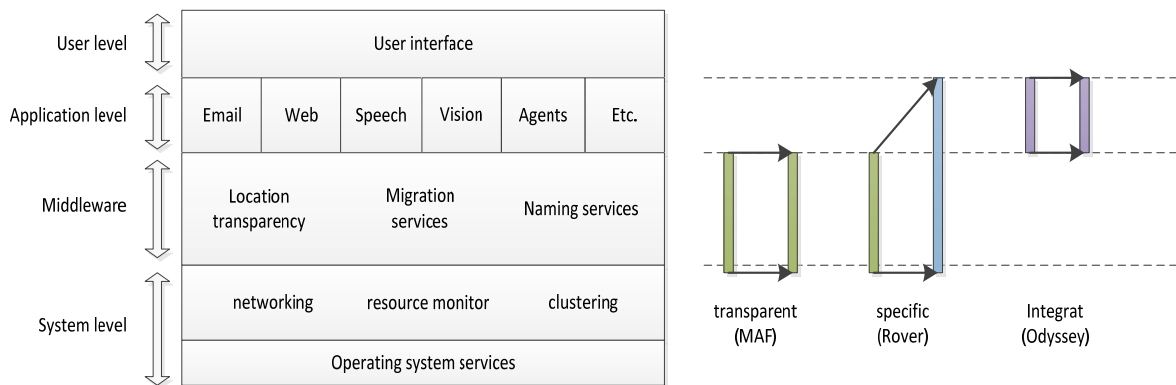 User level
User interface
Application level
Email
Web
Speech
Vision
Agents
Etc.
Middleware
Location
transparency
Migration
services
Naming services
System level
networking
resource monitor
clustering
Operating system services
transparent
(MAF)
specific
(Rover)
Integrat
(Odyssey)